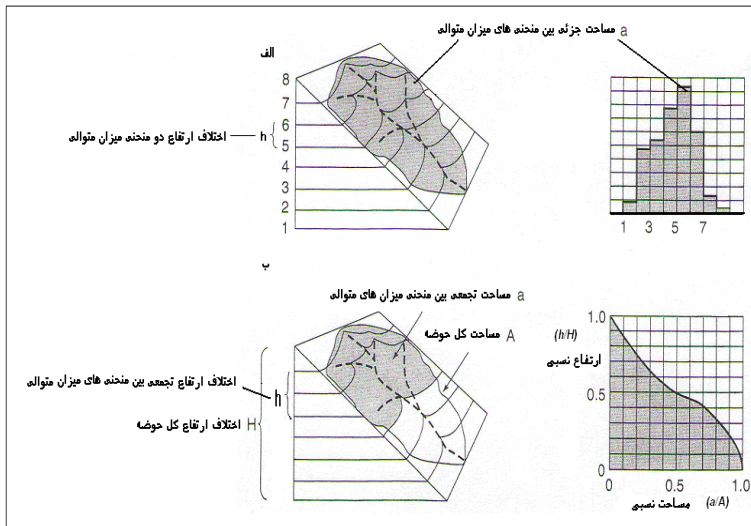 a مساحت جزئی بین منحنی های میزان متوالی
الف
8
7
6
5
4
3
2
1
h
اختلاف ارتفاع دو منحنی میزان متوالی
1 3 5 7
ب
a مساحت تجمعی بین منحنی میزان های متوالی
A مساحت کل حوضه
اختلاف ارتفاع تجمعی بین منحنی های میزان متوالی
h
H اختلاف ارتفاع کل حوضه
1.0
(h/H)
ارتفاع نسبی
0.5
0
0 0.5 1.0
مساحت نسبی (a/A)